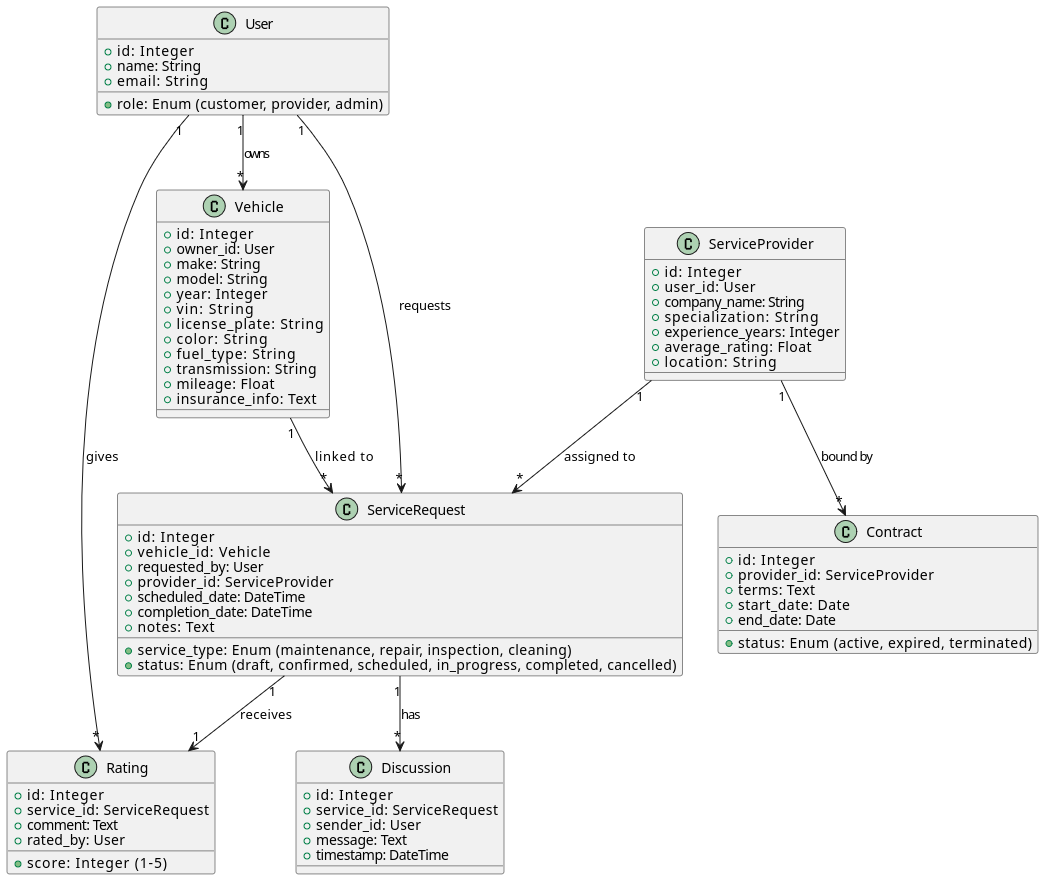 C User
id: Integer
name: String
email: String
role: Enum (customer, provider, admin)
1
1
1
owns
*
C Vehicle
id: Integer
owner_id: User
make: String
model: String
year: Integer
vin: String
license_plate: String
color: String
fuel_type: String
transmission: String
mileage: Float
insurance_info: Text
C ServiceProvider
id: Integer
user_id: User
company_name: String
specialization: String
experience_years: Integer
average_rating: Float
location: String
requests
1
1
1
gives
linked to
assigned to
bound by
*
*
*
*
C ServiceRequest
id: Integer
vehicle_id: Vehicle
requested_by: User
provider_id: ServiceProvider
scheduled_date: DateTime
completion_date: DateTime
notes: Text
service_type: Enum (maintenance, repair, inspection, cleaning)
status: Enum (draft, confirmed, scheduled, in_progress, completed, cancelled)
C Contract
id: Integer
provider_id: ServiceProvider
terms: Text
start_date: Date
end_date: Date
status: Enum (active, expired, terminated)
1
1
receives
has
*
1
*
C Rating
id: Integer
service_id: ServiceRequest
comment: Text
rated_by: User
score: Integer (1-5)
C Discussion
id: Integer
service_id: ServiceRequest
sender_id: User
message: Text
timestamp: DateTime